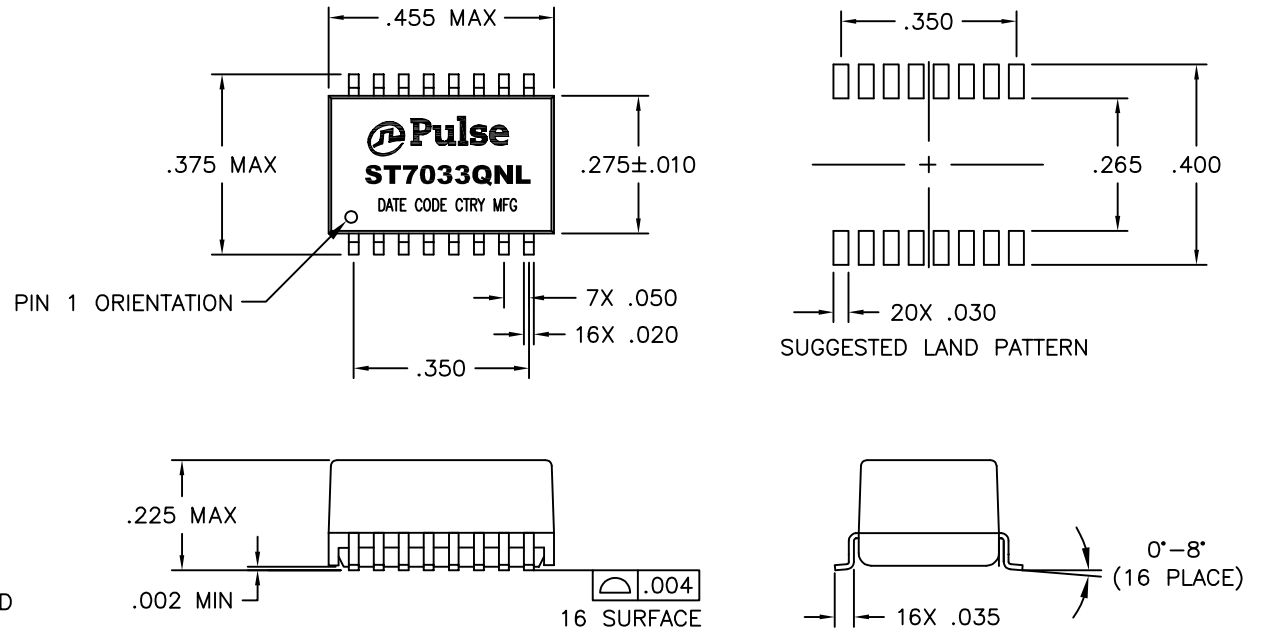 .455 MAX
.350
.375 MAX
Pulse
ST7033QNL
DATE CODE CTRY MFG
.275±.010
.265
.400
PIN 1 ORIENTATION
7X .050
16X .020
20X .030
SUGGESTED LAND PATTERN
.350
.225 MAX
0°-8°
(16 PLACE)
.002 MIN
.004
16 SURFACE
16X .035
D